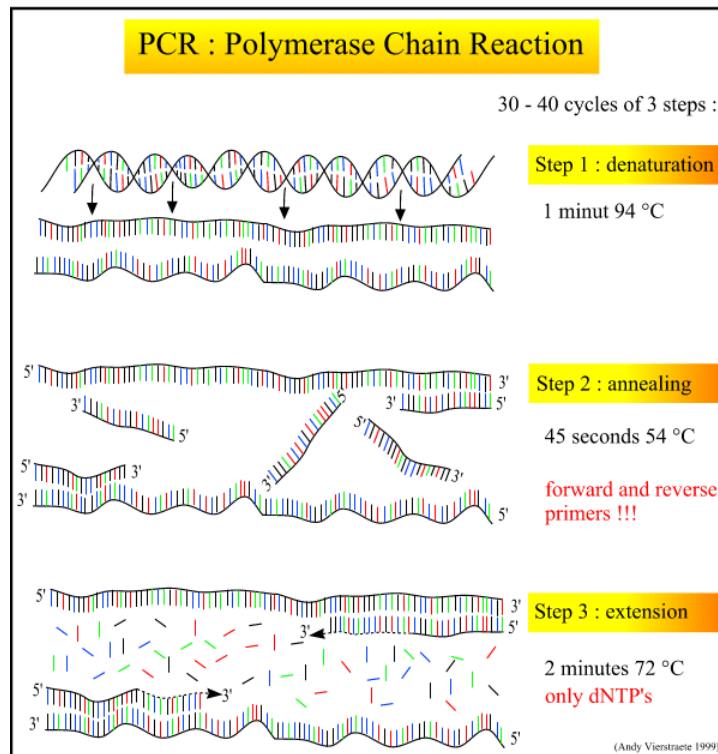 PCR : Polymerase Chain Reaction
30 - 40 cycles of 3 steps :
Step 1 : denaturation
1 minut 94 °C
5'
3'
Step 2 : annealing
3'
5'
3'
5'
5'
45 seconds 54 °C
5'
3'
3'
3'
forward and reverse
3'
primers !!!
5'
5'
3'
Step 3 : extension
3'
5'
2 minutes 72 °C
5'
3'
only dNTP's
3'
5'
(Andy Vierstraete 1999)